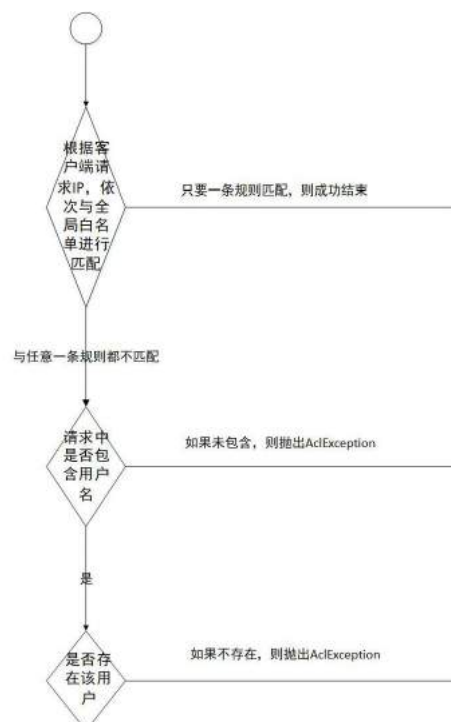 根据客
户端请
求IP，依
次与全
局白名
单进行
匹配
只要一条规则匹配，则成功结束
与任意一条规则都不匹配
请求中
是否包
含用户
名
如果未包含，则抛出AclException
是
是否存
在该用
户
如果不存在，则抛出AclException